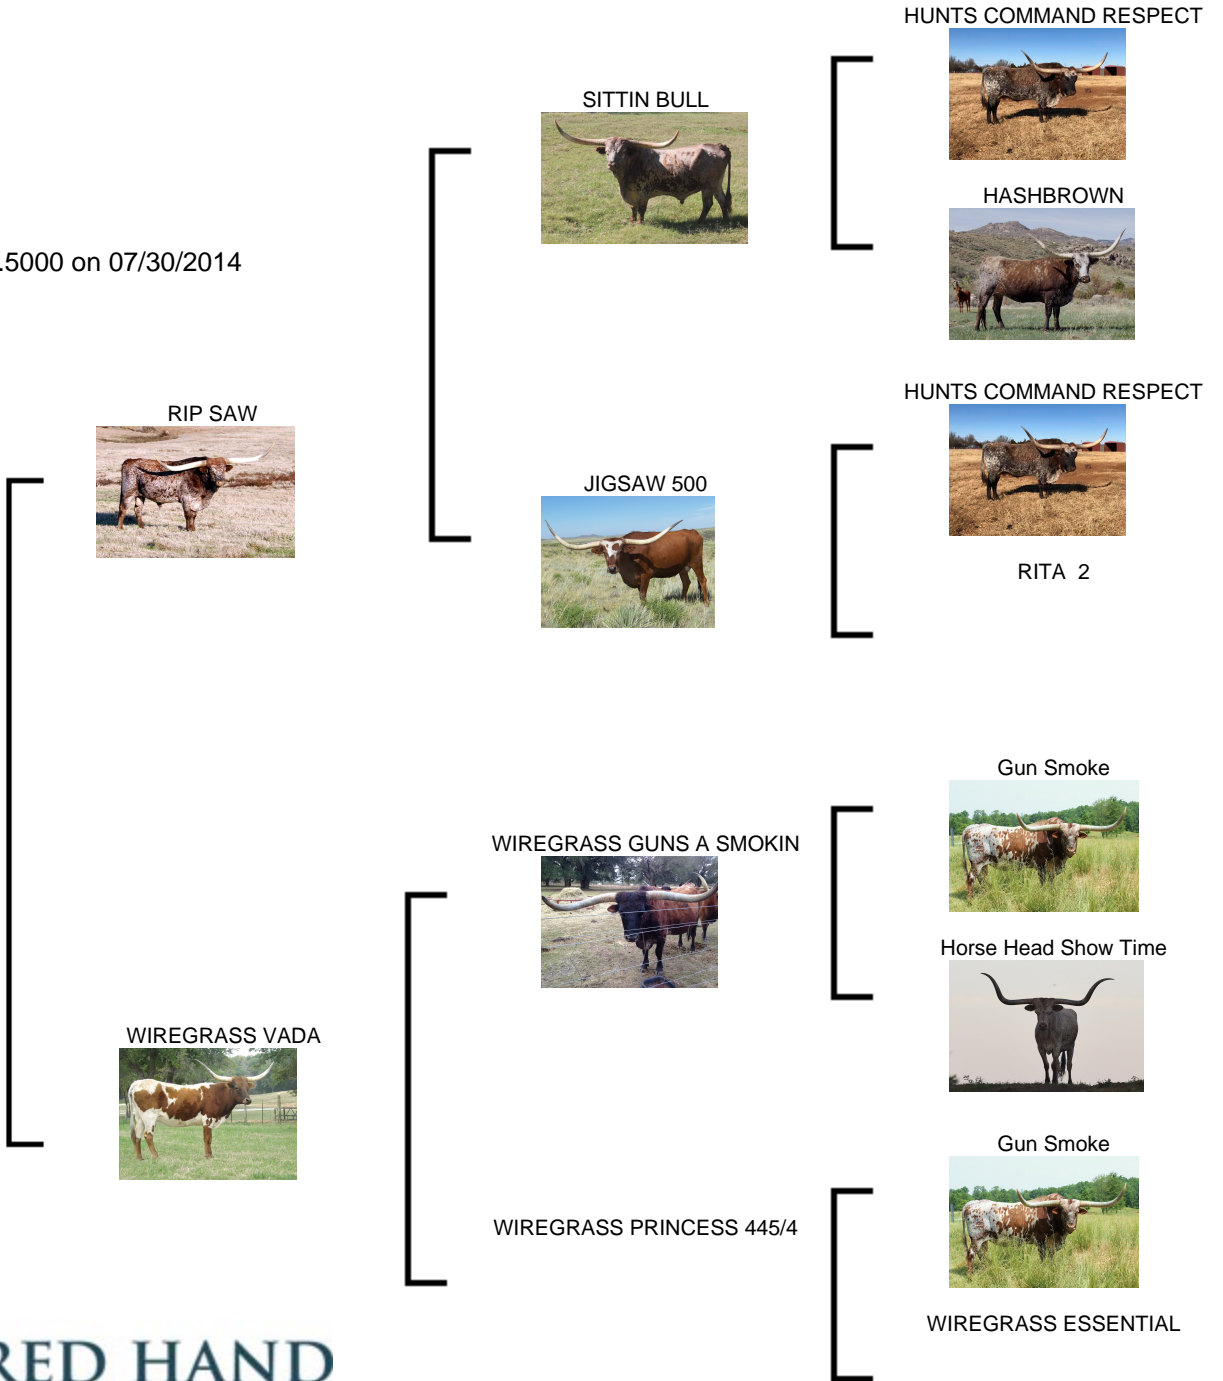 HUNTS COMMAND RESPECT
SITTIN BULL
HASHBROWN
.5000 on 07/30/2014
HUNTS COMMAND RESPECT
RIP SAW
JIGSAW 500
RITA  2
Gun Smoke
WIREGRASS GUNS A SMOKIN
Horse Head Show Time
WIREGRASS VADA
Gun Smoke
WIREGRASS PRINCESS 445/4
WIREGRASS ESSENTIAL
RED HAND